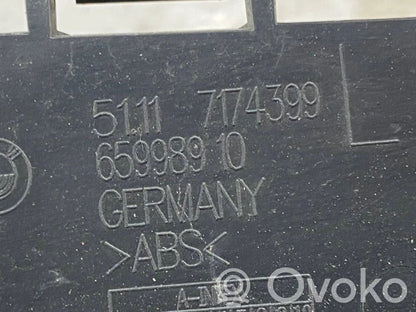 51.11 7174399
L
65998910
GERMANY
>ABS<
© Ovoko